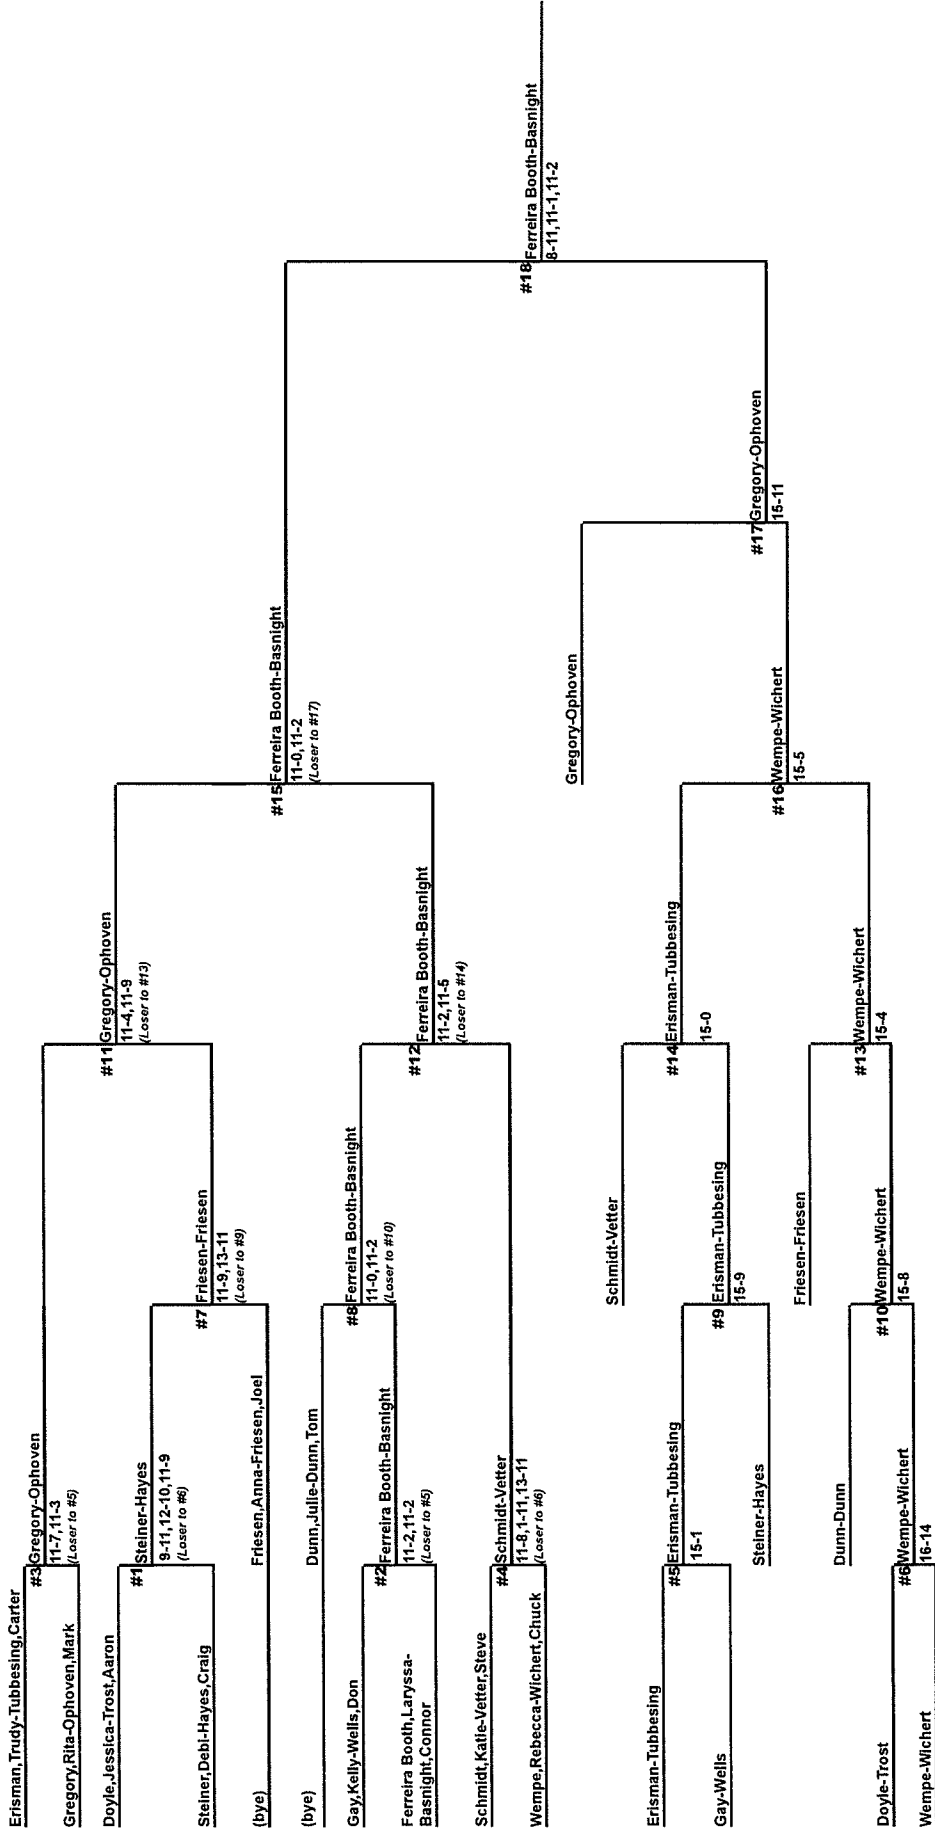 Erisman,Trudy-Tubbesing,Carter
Gregory,Rita-Ophoven,Mark
Doyle,Jessica-Trost,Aaron
Steiner,Debi-Hayes,Craig
(bye)
(bye)
Gay,Kelly-Wells,Don
Ferreira Booth,Laryssa-
Basnight,Connor
Schmidt,Katie-Vetter,Steve
Wempe,Rebecca-Wichert,Chuck
Erisman-Tubbesing
Gay-Wells
Doyle-Trost
Wempe-Wichert
#3 Gregory-Ophoven
11-7,11-3
(Loser to #5)
#1 Steiner-Hayes
9-11,12-10,11-9
(Loser to #6)
Friesen,Anna-Friesen,Joel
Dunn,Julie-Dunn,Tom
#2 Ferreira Booth-Basnight
11-2,11-2
(Loser to #5)
#4 Schmidt-Vetter
11-8,1-11,13-11
(Loser to #6)
#5 Erisman-Tubbesing
15-1
Steiner-Hayes
Dunn-Dunn
#6 Wempe-Wichert
16-14
#7 Friesen-Friesen
11-9,13-11
(Loser to #9)
#8 Ferreira Booth-Basnight
11-0,11-2
(Loser to #10)
Schmidt-Vetter
#9 Erisman-Tubbesing
15-9
Friesen-Friesen
#10 Wempe-Wichert
15-8
#11 Gregory-Ophoven
11-4,11-9
(Loser to #13)
#12 Ferreira Booth-Basnight
11-2,11-5
(Loser to #14)
#14 Erisman-Tubbesing
15-0
#13 Wempe-Wichert
15-4
#15 Ferreira Booth-Basnight
11-0,11-2
(Loser to #17)
Gregory-Ophoven
#16 Wempe-Wichert
15-5
#17 Gregory-Ophoven
15-11
#18 Ferreira Booth-Basnight
8-11,11-1,11-2